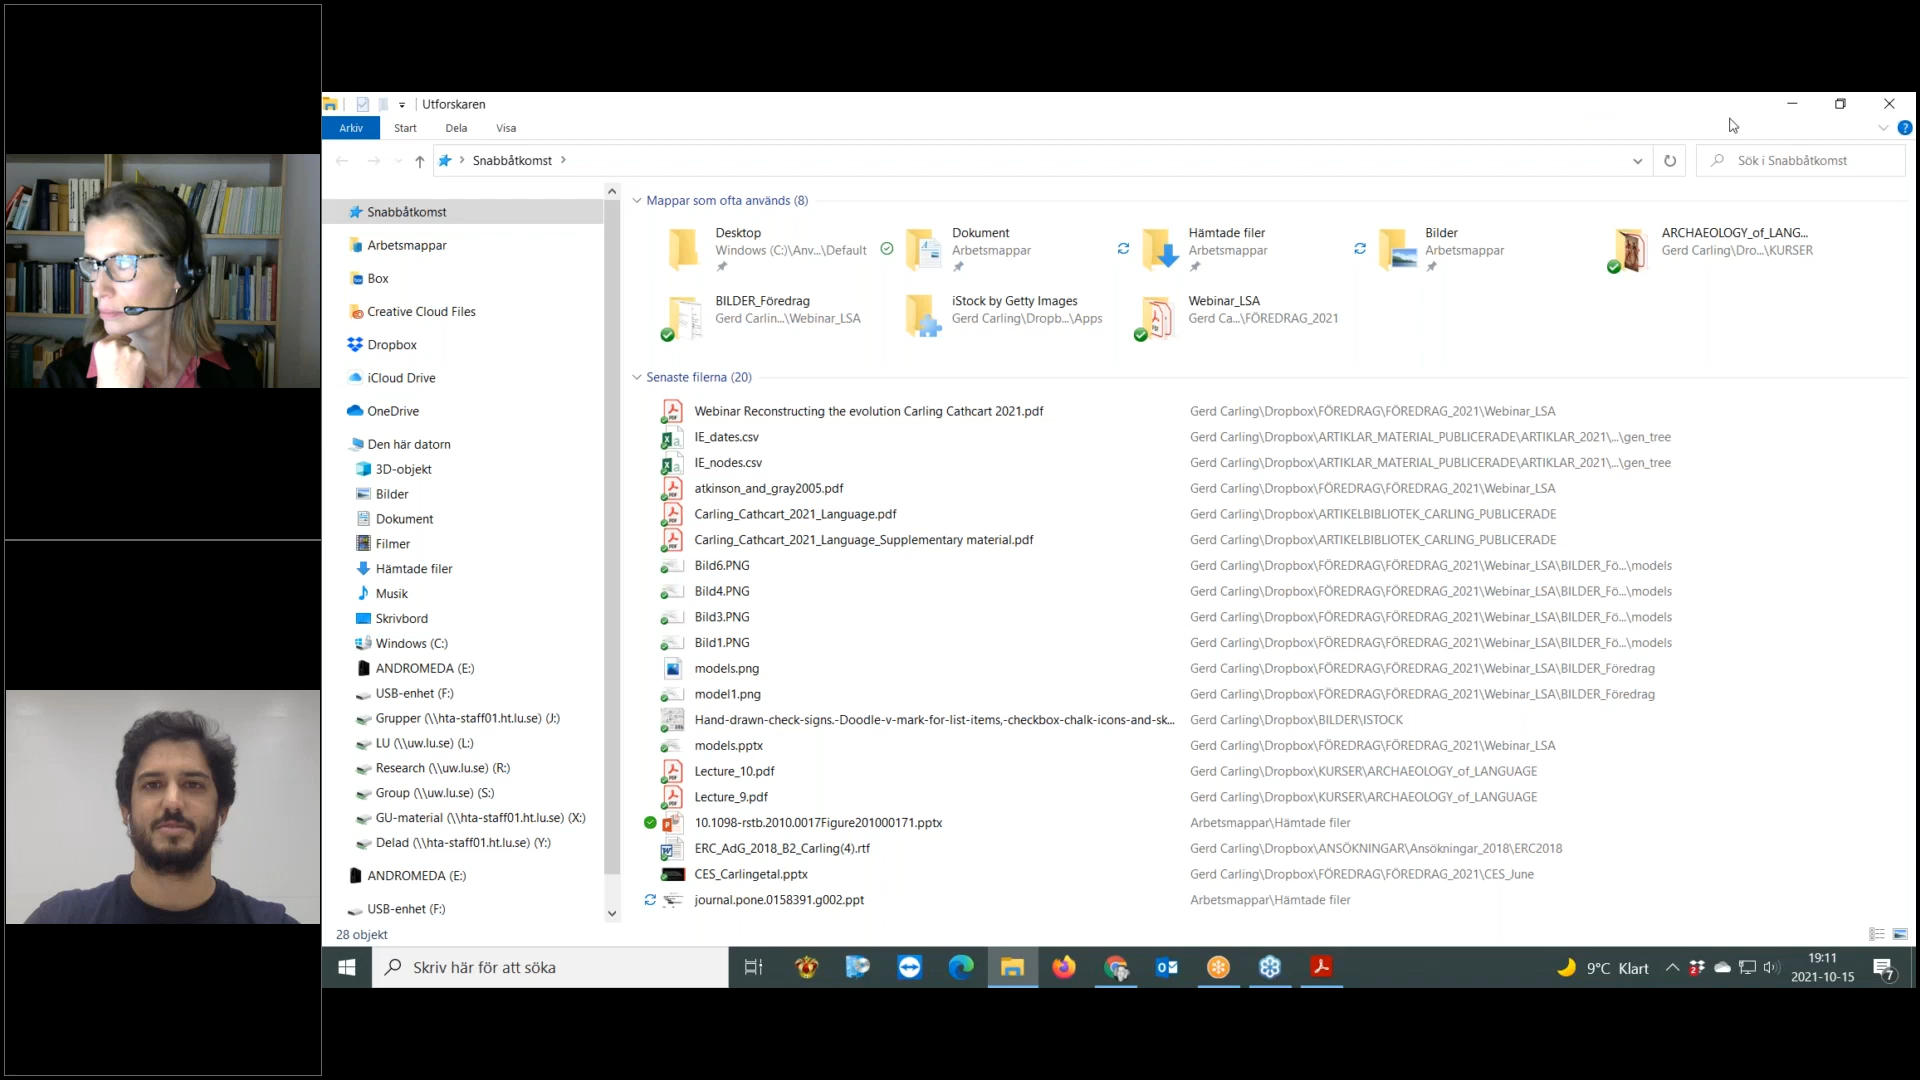 Utforskaren
Arkiv Start Dela Visa
Snabbåtkomst
Sök i Snabbåtkomst
Snabbåtkomst
Arbetsmappar
Box
Creative Cloud Files
Dropbox
iCloud Drive
OneDrive
Den här datorn
3D-objekt
Bilder
Dokument
Filmer
Hämtade filer
Musik
Skrivbord
Windows (C:)
ANDROMEDA (E:)
USB-enhet (F:)
Grupper (\\hta-staff01.ht.lu.se) (J:)
LU (\\uw.lu.se) (L:)
Research (\\uw.lu.se) (R:)
Group (\\uw.lu.se) (S:)
GU-material (\\hta-staff01.ht.lu.se) (X:)
Delad (\\hta-staff01.ht.lu.se) (Y:)
ANDROMEDA (E:)
USB-enhet (F:)
Mappar som ofta används (8)
Desktop
Windows (C:)\Anv...\Default
Dokument
Arbetsmappar
Hämtade filer
Arbetsmappar
Bilder
Arbetsmappar
ARCHAEOLOGY_of_LANG...
Gerd Carling\Dro...\KURSER
BILDER_Föredrag
Gerd Carlin...\Webinar_LSA
iStock by Getty Images
Gerd Carling\Dropb...\Apps
Webinar_LSA
Gerd Ca...\FÖREDRAG_2021
Senaste filerna (20)
Webinar Reconstructing the evolution Carling Cathcart 2021.pdf Gerd Carling\Dropbox\FÖREDRAG\FÖREDRAG_2021\Webinar_LSA
IE_dates.csv Gerd Carling\Dropbox\ARTIKLAR_MATERIAL_PUBLICERADE\ARTIKLAR_2021\...\gen_tree
IE_nodes.csv Gerd Carling\Dropbox\ARTIKLAR_MATERIAL_PUBLICERADE\ARTIKLAR_2021\...\gen_tree
atkinson_and_gray2005.pdf Gerd Carling\Dropbox\FÖREDRAG\FÖREDRAG_2021\Webinar_LSA
Carling_Cathcart_2021_Language.pdf Gerd Carling\Dropbox\ARTIKELBIBLIOTEK_CARLING_PUBLICERADE
Carling_Cathcart_2021_Language_Supplementary material.pdf Gerd Carling\Dropbox\ARTIKELBIBLIOTEK_CARLING_PUBLICERADE
Bild6.PNG Gerd Carling\Dropbox\FÖREDRAG\FÖREDRAG_2021\Webinar_LSA\BILDER_Fö...\models
Bild4.PNG Gerd Carling\Dropbox\FÖREDRAG\FÖREDRAG_2021\Webinar_LSA\BILDER_Fö...\models
Bild3.PNG Gerd Carling\Dropbox\FÖREDRAG\FÖREDRAG_2021\Webinar_LSA\BILDER_Fö...\models
Bild1.PNG Gerd Carling\Dropbox\FÖREDRAG\FÖREDRAG_2021\Webinar_LSA\BILDER_Fö...\models
models.png Gerd Carling\Dropbox\FÖREDRAG\FÖREDRAG_2021\Webinar_LSA\BILDER_Föredrag
model1.png Gerd Carling\Dropbox\FÖREDRAG\FÖREDRAG_2021\Webinar_LSA\BILDER_Föredrag
Hand-drawn-check-signs.-Doodle-v-mark-for-list-items,-checkbox-chalk-icons-and-sk... Gerd Carling\Dropbox\BILDER\ISTOCK
models.pptx Gerd Carling\Dropbox\FÖREDRAG\FÖREDRAG_2021\Webinar_LSA
Lecture_10.pdf Gerd Carling\Dropbox\KURSER\ARCHAEOLOGY_of_LANGUAGE
Lecture_9.pdf Gerd Carling\Dropbox\KURSER\ARCHAEOLOGY_of_LANGUAGE
10.1098-rstb.2010.0017Figure201000171.pptx Arbetsmappar\Hämtade filer
ERC_AdG_2018_B2_Carling(4).rtf Gerd Carling\Dropbox\ANSÖKNINGAR\Ansökningar_2018\ERC2018
CES_Carlingetal.pptx Gerd Carling\Dropbox\FÖREDRAG\FÖREDRAG_2021\CES_June
journal.pone.0158391.g002.ppt Arbetsmappar\Hämtade filer
28 objekt
Skriv här för att söka
9°C Klart
19:11
2021-10-15
7